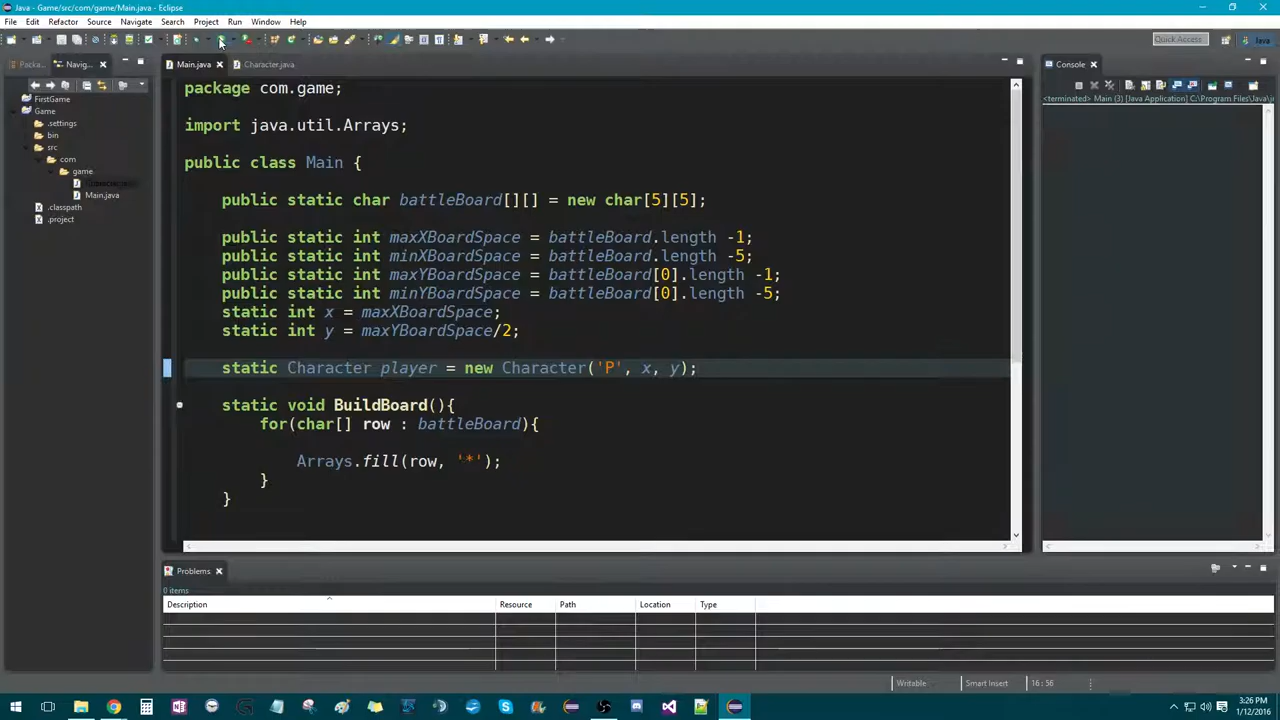 Java - Game/src/com/game/Main.java - Eclipse
File Edit Refactor Source Navigate Search Project Run Window Help
Quick Access
Java
Packa...
Navig...
Main.java
Character.java
Console
FirstGame
Game
.settings
bin
src
com
game
Main.java
.classpath
.project
package com.game;
import java.util.Arrays;
public class Main {
public static char battleBoard[][] = new char[5][5];
public static int maxXBoardSpace = battleBoard.length -1;
public static int minXBoardSpace = battleBoard.length -5;
public static int maxYBoardSpace = battleBoard[0].length -1;
public static int minYBoardSpace = battleBoard[0].length -5;
static int x = maxXBoardSpace;
static int y = maxYBoardSpace/2;
static Character player = new Character('P', x, y);
static void BuildBoard(){
for(char[] row : battleBoard){
Arrays.fill(row, '*');
}
}
<terminated> Main (3) [Java Application] C:\Program Files\Java\j
Problems
0 items
Description Resource Path Location Type
Writable Smart Insert 16 : 56
3:26 PM
1/12/2016